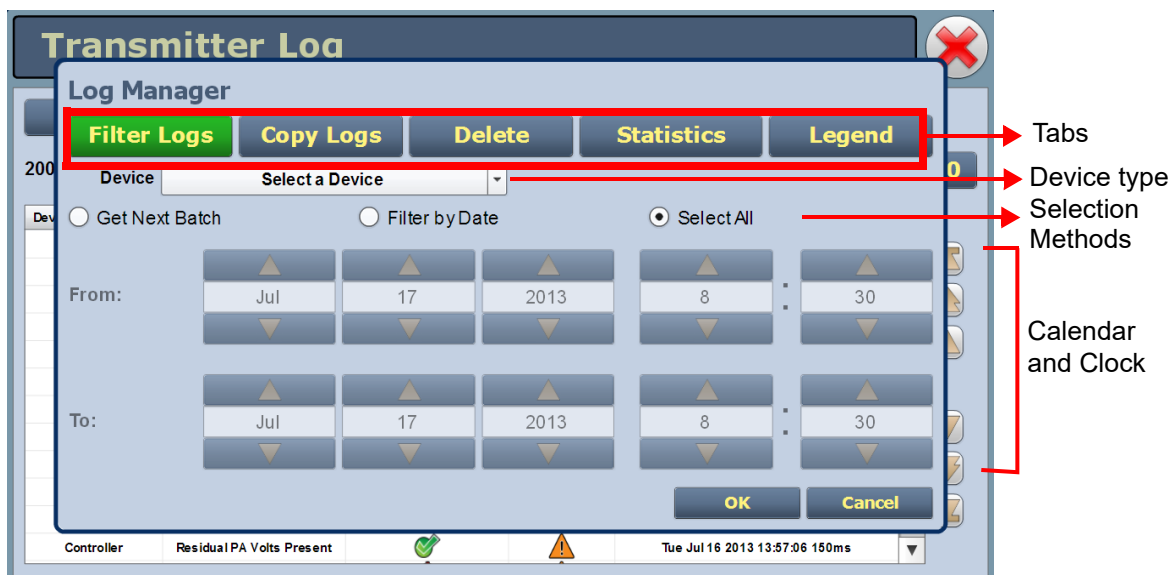 Transmitter Log
Log Manager
Filter Logs Copy Logs Delete Statistics Legend
Tabs
200
0
Device Select a Device
Device type
Dev
Get Next Batch Filter by Date Select All
Selection
Methods
From: Jul 17 2013 8 : 30
Calendar
and Clock
To: Jul 17 2013 8 : 30
OK Cancel
Controller Residual PA Volts Present Tue Jul 16 2013 13:57:06 150ms